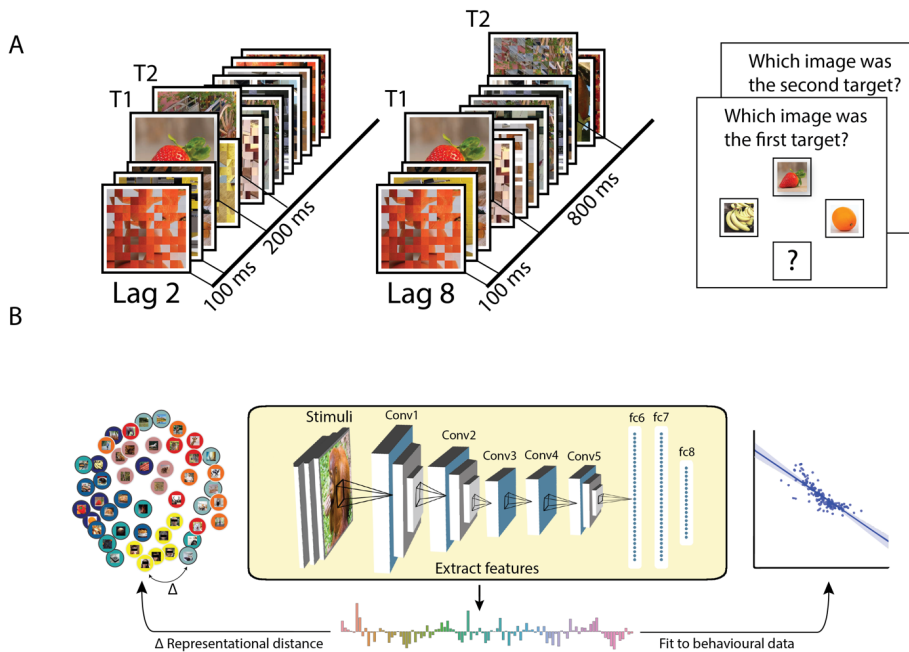 A
T2
T1
100 ms
200 ms
Lag 2
T2
T1
100 ms
800 ms
Lag 8
Which image was
the second target?
Which image was
the first target?
?
B
Stimuli
Conv1
Conv2
Conv3
Conv4
Conv5
fc6
fc7
fc8
Extract features
Δ
Δ Representational distance
Fit to behavioural data